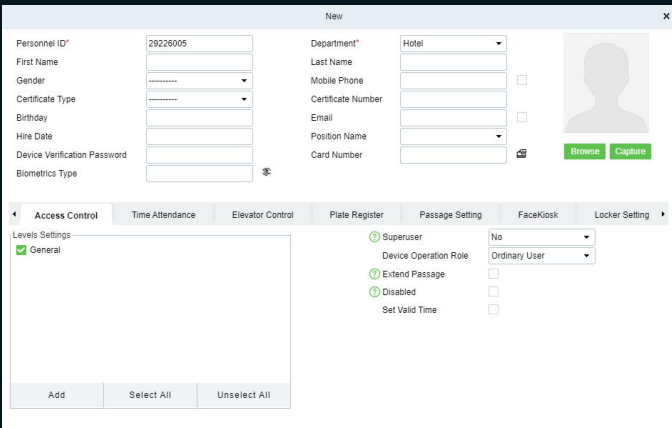 New
Personnel ID* 29226005 Department* Hotel
First Name Last Name
Gender ---------- Mobile Phone
Certificate Type ---------- Certificate Number
Birthday Email
Hire Date Position Name
Device Verification Password Card Number Browse Capture
Biometrics Type
Access Control Time Attendance Elevator Control Plate Register Passage Setting FaceKiosk Locker Setting
Levels Settings ? Superuser No
General Device Operation Role Ordinary User
? Extend Passage
? Disabled
Set Valid Time
Add Select All Unselect All